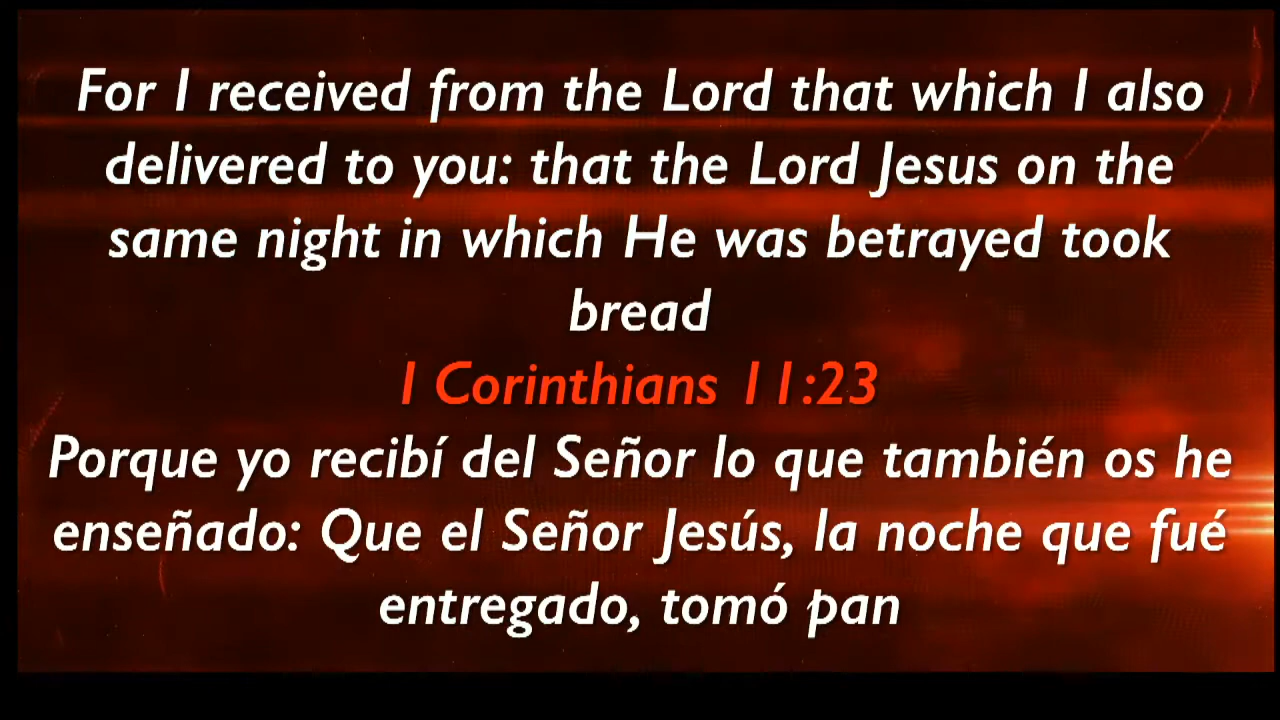 For I received from the Lord that which I also
delivered to you: that the Lord Jesus on the
same night in which He was betrayed took
bread
1 Corinthians 11:23
Porque yo recibí del Señor lo que también os he
enseñado: Que el Señor Jesús, la noche que fué
entregado, tomó pan